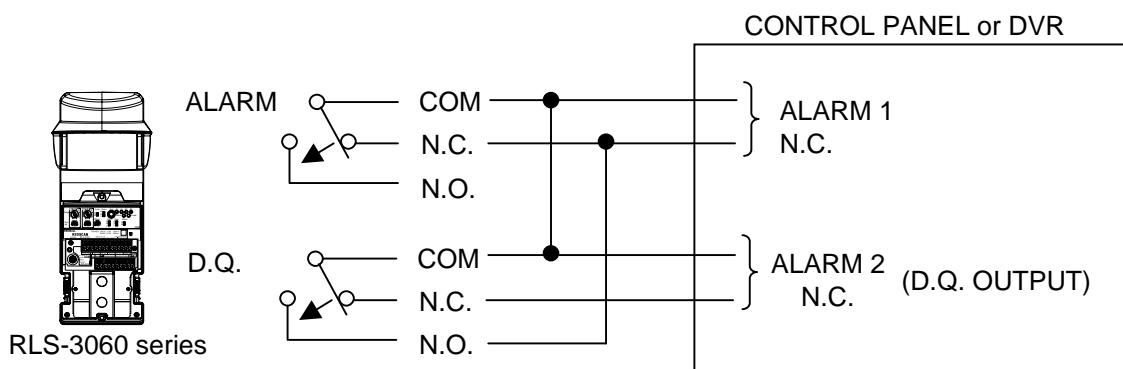 CONTROL PANEL or DVR
ALARM
COM
N.C.
N.O.
ALARM 1
N.C.
D.Q.
COM
N.C.
N.O.
ALARM 2 (D.Q. OUTPUT)
N.C.
RLS-3060 series